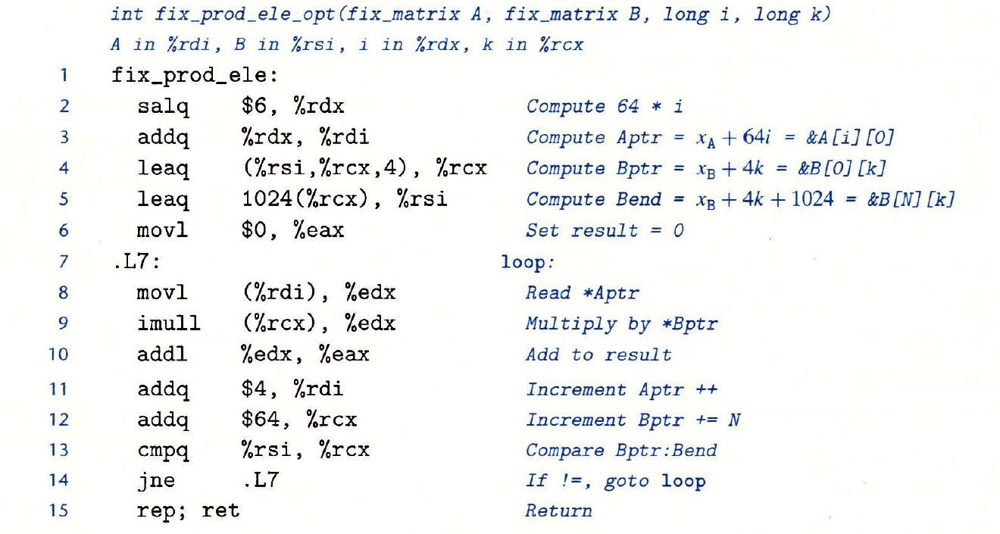 int fix_prod_ele_opt(fix_matrix A, fix_matrix B, long i, long k)
A in %rdi, B in %rsi, i in %rdx, k in %rcx
1 fix_prod_ele:
2 salq $6, %rdx Compute 64 * i
3 addq %rdx, %rdi Compute Aptr = xA + 64i = &A[i][0]
4 leaq (%rsi,%rcx,4), %rcx Compute Bptr = xB + 4k = &B[0][k]
5 leaq 1024(%rcx), %rsi Compute Bend = xB + 4k + 1024 = &B[N][k]
6 movl $0, %eax Set result = 0
7 .L7: loop:
8 movl (%rdi), %edx Read *Aptr
9 imull (%rcx), %edx Multiply by *Bptr
10 addl %edx, %eax Add to result
11 addq $4, %rdi Increment Aptr ++
12 addq $64, %rcx Increment Bptr += N
13 cmpq %rsi, %rcx Compare Bptr:Bend
14 jne .L7 If !=, goto loop
15 rep; ret Return